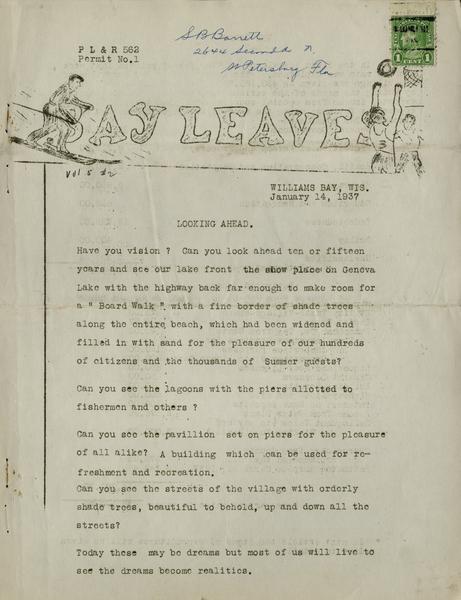 P L & R 562
Permit No.1
S B Barrett
2644 Second a N.
St Petersburg Fla
1 CENT 1
BAY LEAVES
Vol 5 #2
WILLIAMS BAY, WIS.
January 14, 1937
LOOKING AHEAD.
Have you vision ? Can you look ahead ten or fifteen
years and see our lake front the show place on Geneva
Lake with the highway back far enough to make room for
a " Board Walk " with a fine border of shade trees
along the entire beach, which had been widened and
filled in with sand for the pleasure of our hundreds
of citizens and the thousands of Summer guests?
Can you see the lagoons with the piers allotted to
fishermen and others ?
Can you see the pavillion set on piers for the pleasure
of all alike? A building which can be used for re-
freshment and recreation.
Can you see the streets of the village with orderly
shade trees, beautiful to behold, up and down all the
streets?
Today these may be dreams but most of us will live to
see the dreams become realitics.